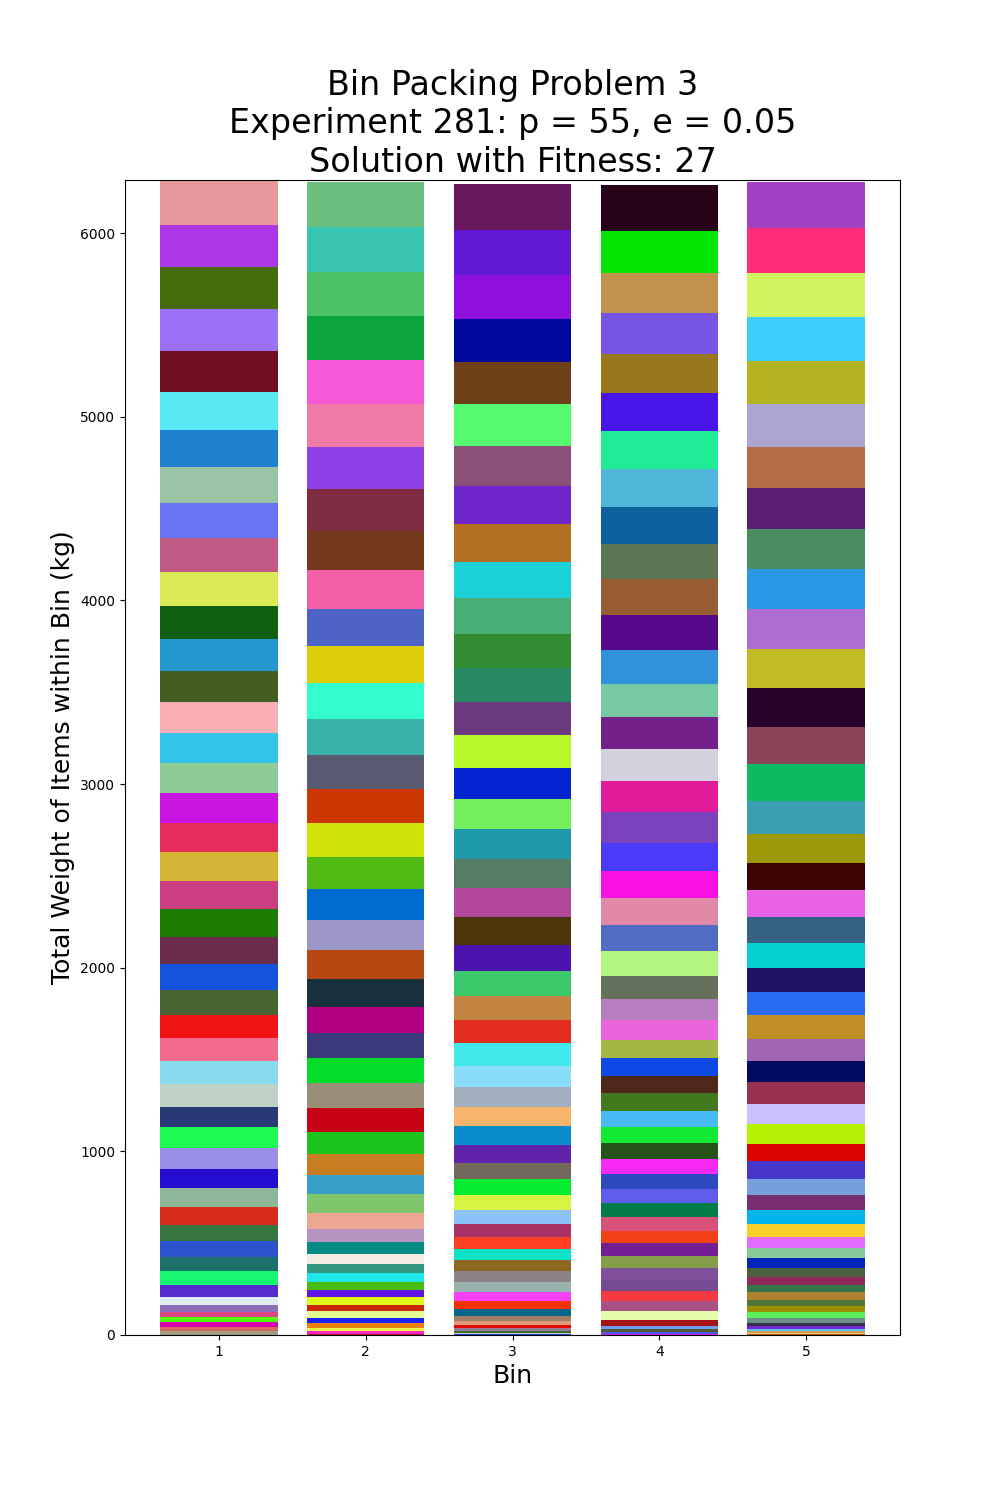 Bin Packing Problem 3
Experiment 281: p = 55, e = 0.05
Solution with Fitness: 27
Total Weight of Items within Bin (kg)
6000
5000
4000
3000
2000
1000
0
1 2 3 4 5
Bin